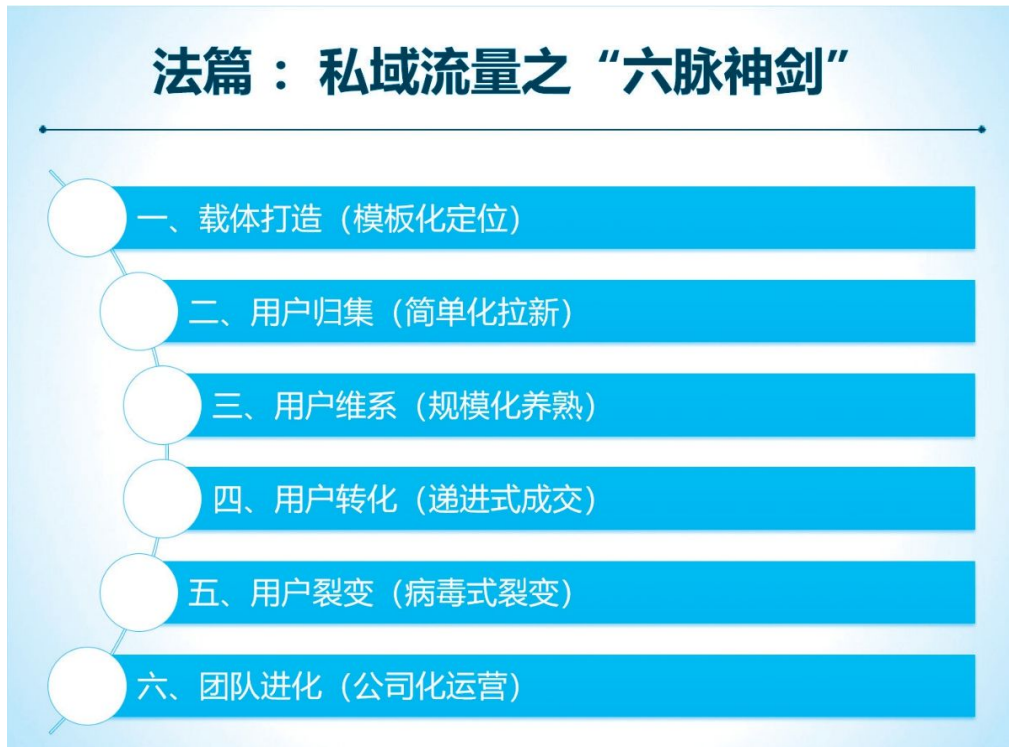 法篇：私域流量之“六脉神剑”
一、载体打造（模板化定位）
二、用户归集（简单化拉新）
三、用户维系（规模化养熟）
四、用户转化（递进式成交）
五、用户裂变（病毒式裂变）
六、团队进化（公司化运营）